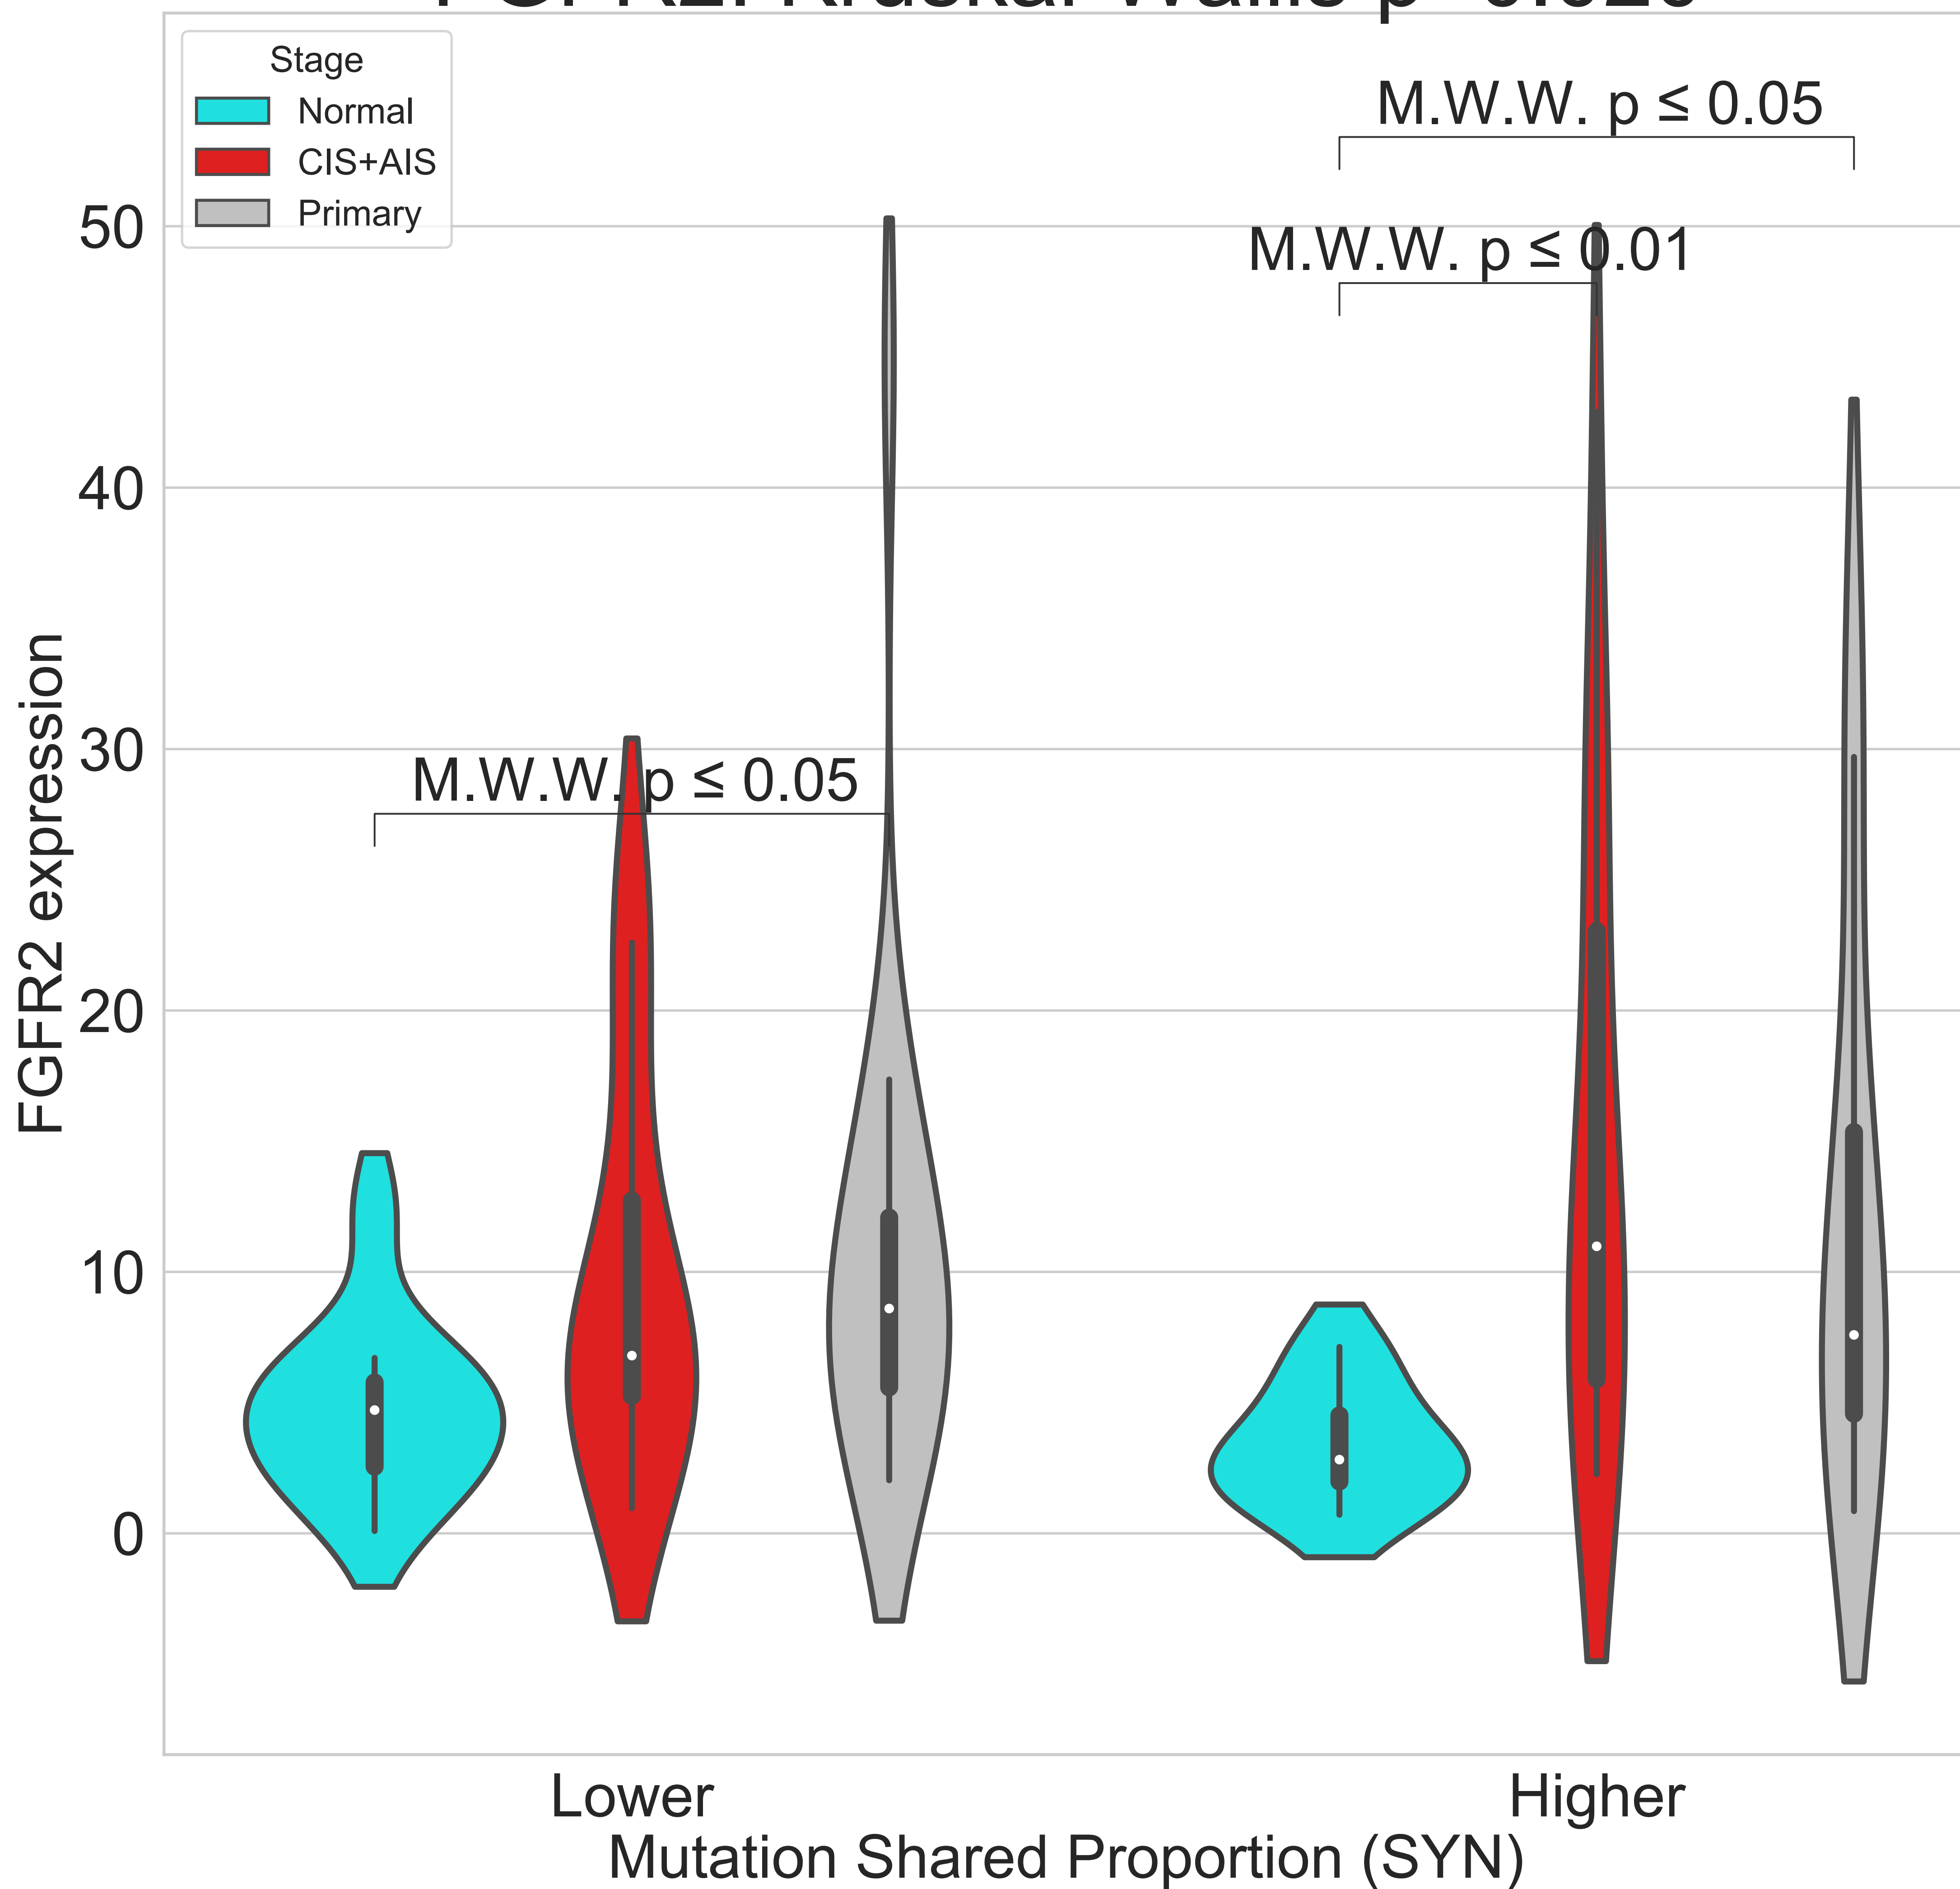 Stage
Normal
CIS+AIS
Primary
M.W.W. p ≤ 0.05
M.W.W. p ≤ 0.01
M.W.W. p ≤ 0.05
50
40
30
20
10
0
FGFR2 expression
Lower
Higher
Mutation Shared Proportion (SYN)